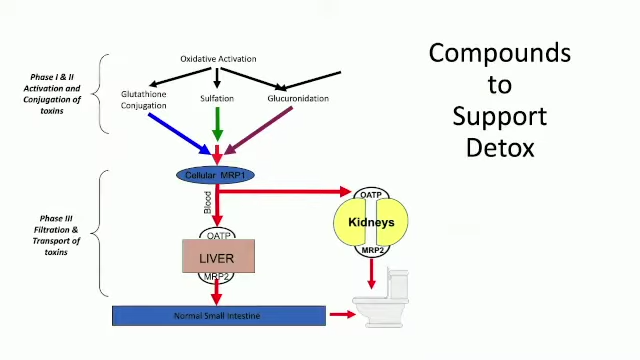 Compounds
to
Support
Detox
Oxidative Activation
Phase I & II
Activation and
Conjugation of
toxins
Glutathione
Conjugation
Sulfation
Glucuronidation
Cellular MRP1
Blood
OATP
Kidneys
MRP2
Phase III
Filtration &
Transport of
toxins
OATP
LIVER
MRP2
Normal Small Intestine